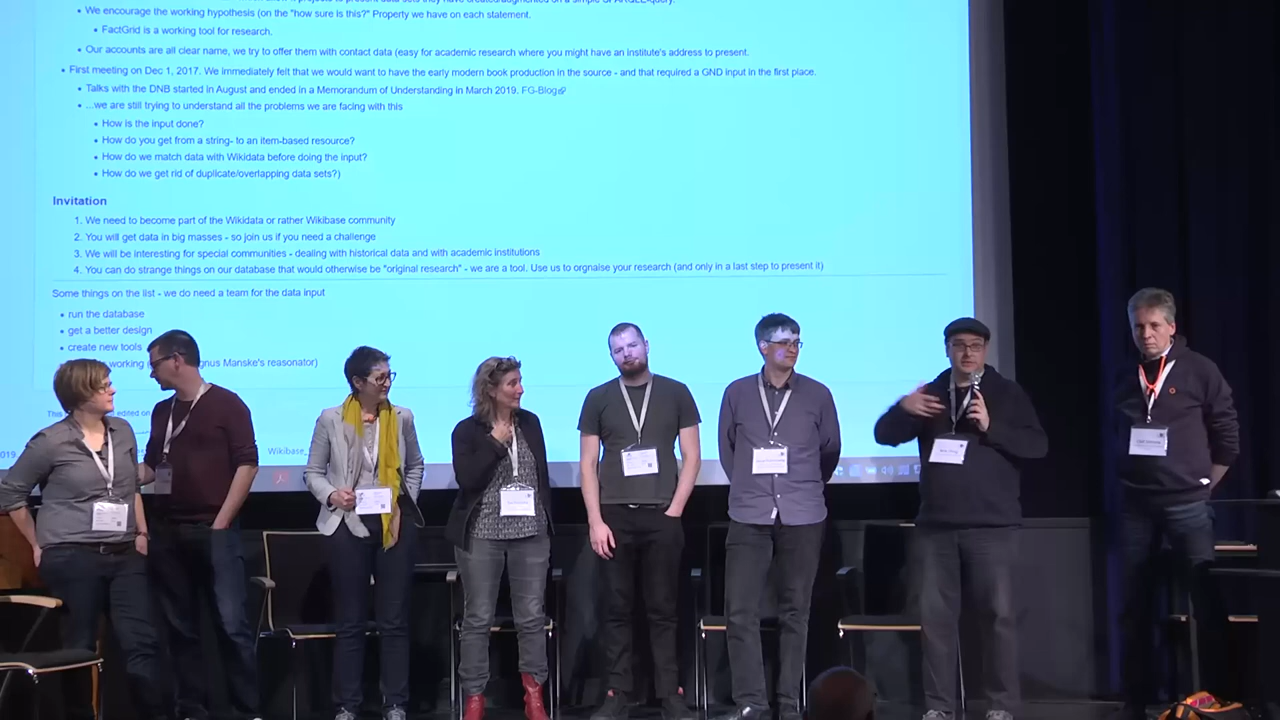 We encourage the working hypothesis (on the "how sure is this?" Property we have on each statement.
FactGrid is a working tool for research.
Our accounts are all clear name, we try to offer them with contact data (easy for academic research where you might have an institute's address to present.
First meeting on Dec 1, 2017. We immediately felt that we would want to have the early modern book production in the source - and that required a GND input in the first place.
Talks with the DNB started in August and ended in a Memorandum of Understanding in March 2019. FG-Blog
...we are still trying to understand all the problems we are facing with this
How is the input done?
How do you get from a string- to an item-based resource?
How do we match data with Wikidata before doing the input?
How do we get rid of duplicate/overlapping data sets?)
Invitation
1. We need to become part of the Wikidata or rather Wikibase community
2. You will get data in big masses - so join us if you need a challenge
3. We will be interesting for special communities - dealing with historical data and with academic institutions
4. You can do strange things on our database that would otherwise be "original research" - we are a tool. Use us to orgnaise your research (and only in a last step to present it)
Some things on the list - we do need a team for the data input
run the database
get a better design
create new tools
working gnus Manske's reasonator)
This edited on
2019. Wikibase_